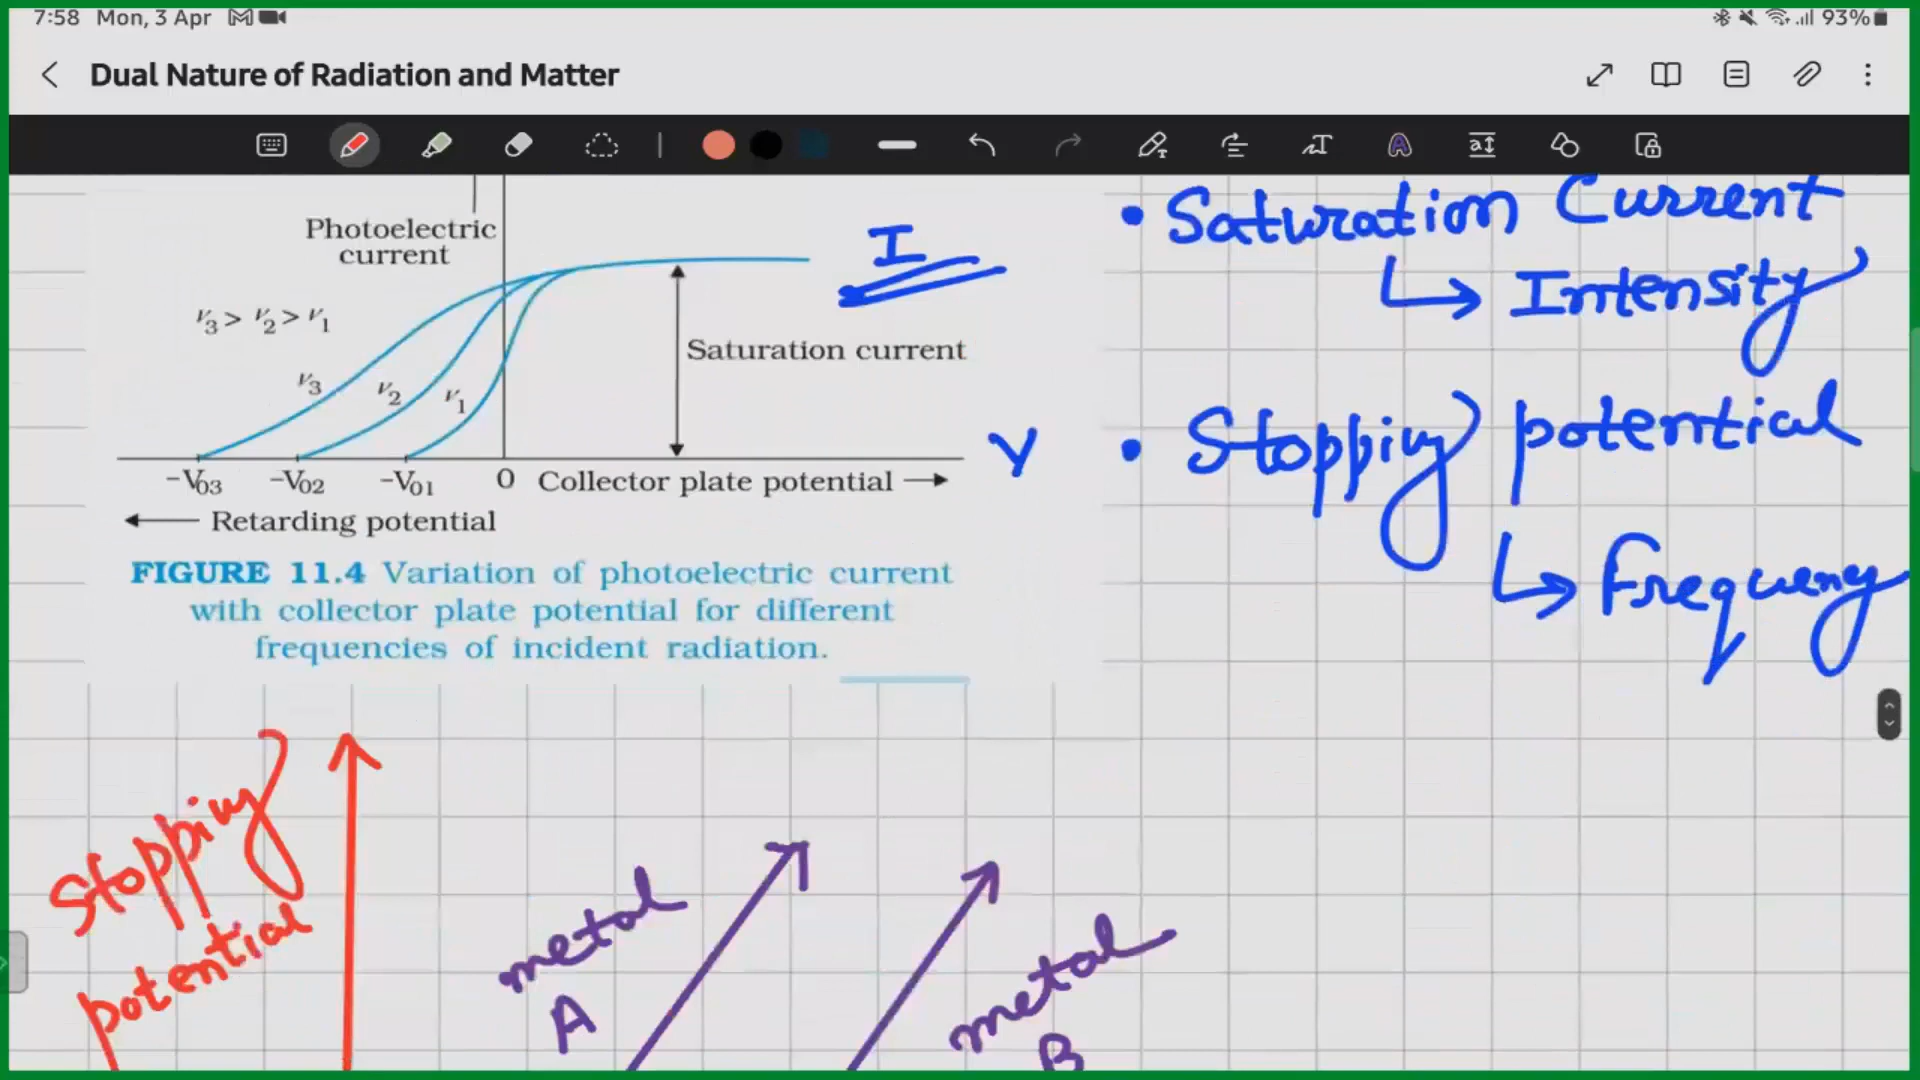 7:58 Mon, 3 Apr
93%
Dual Nature of Radiation and Matter
Photoelectric
current
I
ν3 > ν2 > ν1
ν3
ν2
ν1
Saturation current
-V03
-V02
-V01
0
Collector plate potential
V
Retarding potential
FIGURE 11.4 Variation of photoelectric current
with collector plate potential for different
frequencies of incident radiation.
• Saturation Current
Intensity
• Stopping potential
Frequency
Stopping
potential
metal
A
metal
B